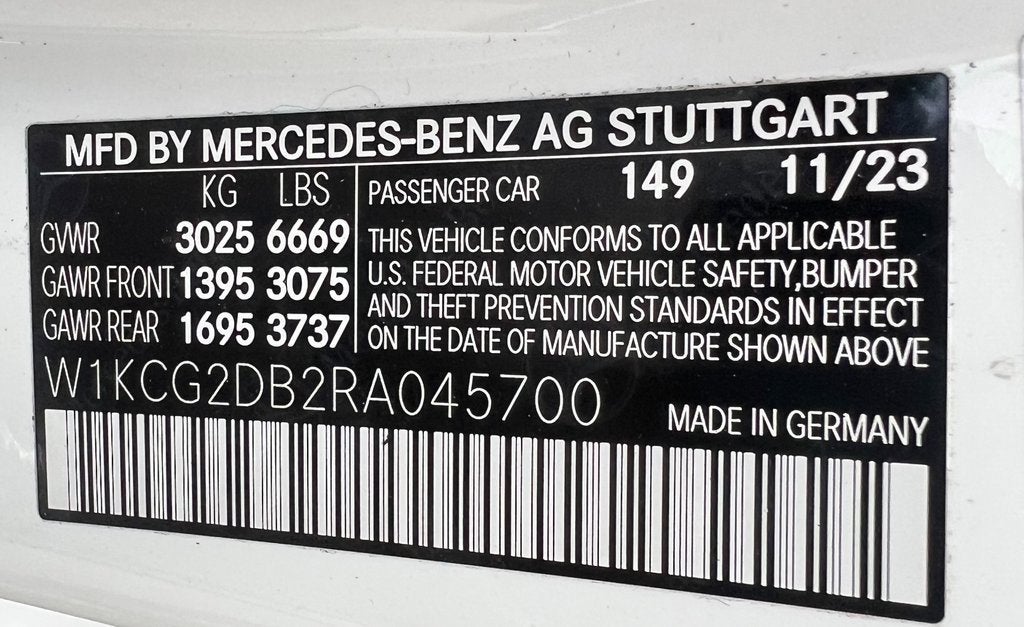 MFD BY MERCEDES-BENZ AG STUTTGART
KG LBS
GVWR 3025 6669
GAWR FRONT 1395 3075
GAWR REAR 1695 3737
PASSENGER CAR 149 11/23
THIS VEHICLE CONFORMS TO ALL APPLICABLE
U.S. FEDERAL MOTOR VEHICLE SAFETY,BUMPER
AND THEFT PREVENTION STANDARDS IN EFFECT
ON THE DATE OF MANUFACTURE SHOWN ABOVE
W1KCG2DB2RA045700
MADE IN GERMANY